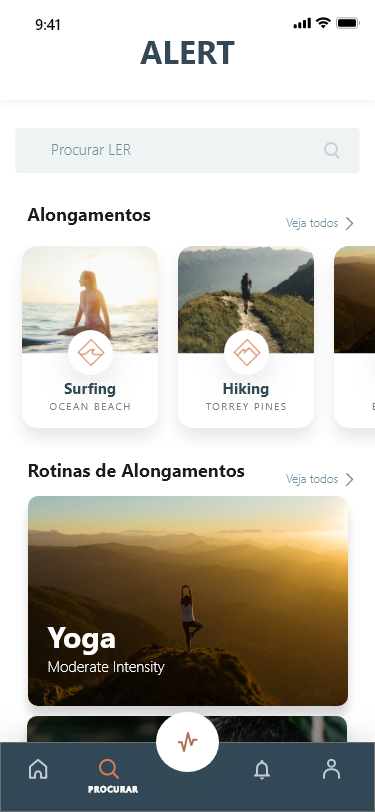 9:41
ALERT
Procurar LER
Alongamentos
Veja todos
Surfing
OCEAN BEACH
Hiking
TORREY PINES
Rotinas de Alongamentos
Veja todos
Yoga
Moderate Intensity
PROCURAR